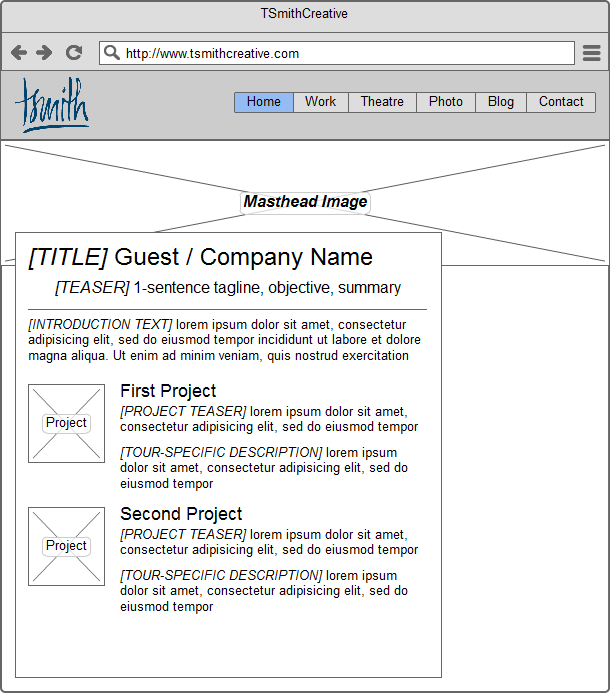 TSmithCreative
http://www.tsmithcreative.com
tsmith
Home Work Theatre Photo Blog Contact
Masthead Image
[TITLE] Guest / Company Name
[TEASER] 1-sentence tagline, objective, summary
[INTRODUCTION TEXT] lorem ipsum dolor sit amet, consectetur
adipisicing elit, sed do eiusmod tempor incididunt ut labore et dolore
magna aliqua. Ut enim ad minim veniam, quis nostrud exercitation
Project
First Project
[PROJECT TEASER] lorem ipsum dolor sit amet,
consectetur adipisicing elit, sed do eiusmod tempor
[TOUR-SPECIFIC DESCRIPTION] lorem ipsum
dolor sit amet, consectetur adipisicing elit, sed do
eiusmod tempor
Project
Second Project
[PROJECT TEASER] lorem ipsum dolor sit amet,
consectetur adipisicing elit, sed do eiusmod tempor
[TOUR-SPECIFIC DESCRIPTION] lorem ipsum
dolor sit amet, consectetur adipisicing elit, sed do
eiusmod tempor